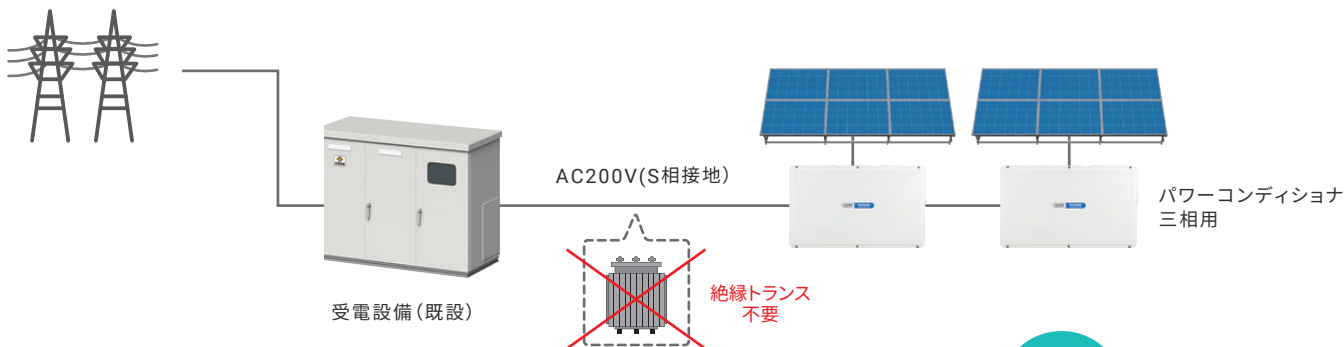 AC200V(S相接地)
パワーコンディショナ
三相用
絶縁トランス
不要
受電設備(既設)